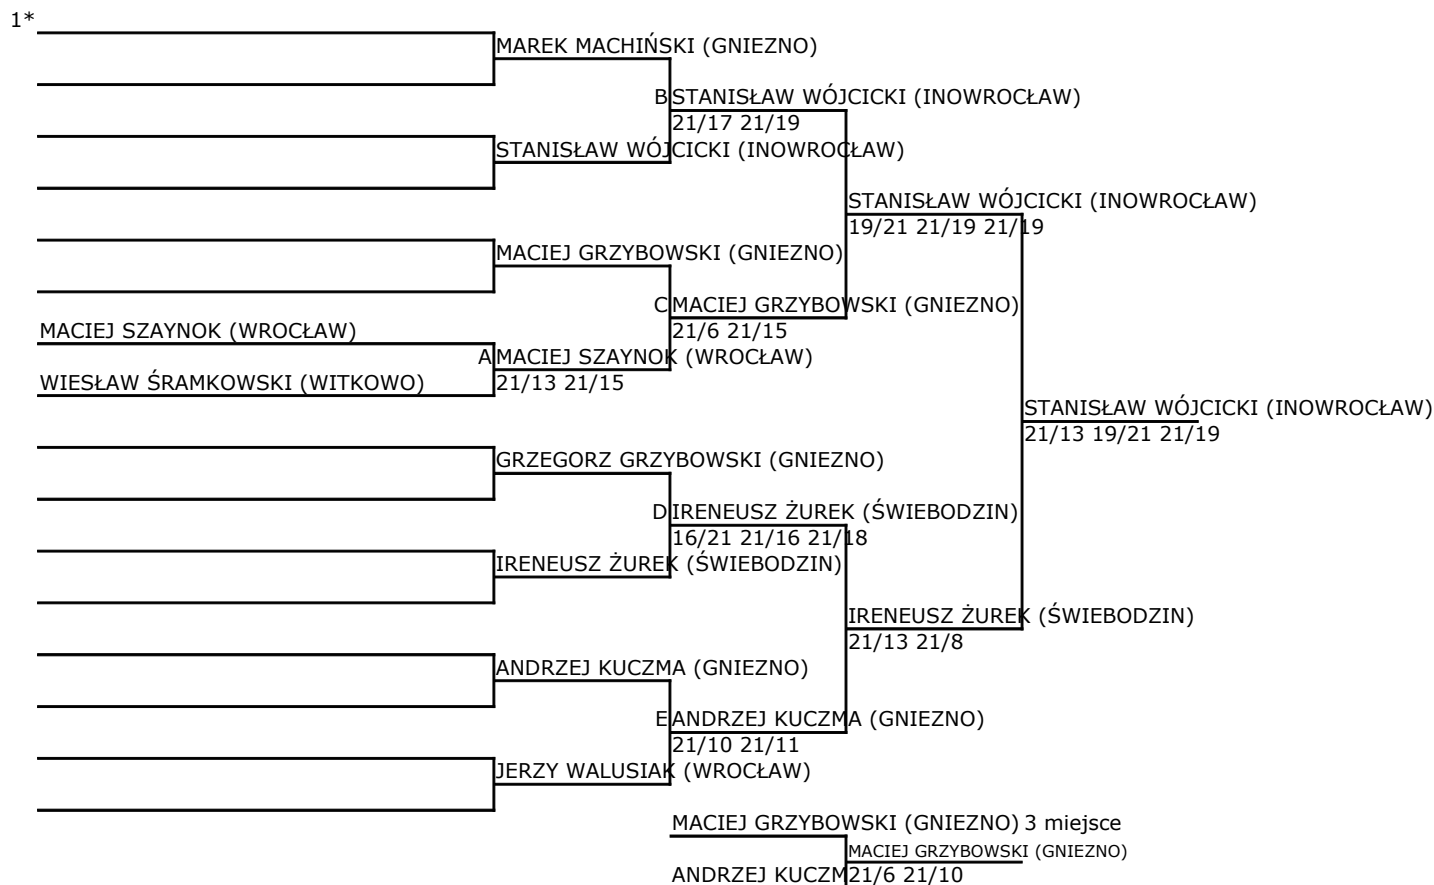 1*
MAREK MACHIŃSKI (GNIEZNO)
B STANISŁAW WÓJCICKI (INOWROCŁAW)
21/17 21/19
STANISŁAW WÓJCICKI (INOWROCŁAW)
STANISŁAW WÓJCICKI (INOWROCŁAW)
19/21 21/19 21/19
MACIEJ GRZYBOWSKI (GNIEZNO)
C MACIEJ GRZYBOWSKI (GNIEZNO)
21/6 21/15
MACIEJ SZAYNOK (WROCŁAW)
A MACIEJ SZAYNOK (WROCŁAW)
21/13 21/15
WIESŁAW ŚRAMKOWSKI (WITKOWO)
STANISŁAW WÓJCICKI (INOWROCŁAW)
21/13 19/21 21/19
GRZEGORZ GRZYBOWSKI (GNIEZNO)
D IRENEUSZ ŻUREK (ŚWIEBODZIN)
16/21 21/16 21/18
IRENEUSZ ŻUREK (ŚWIEBODZIN)
IRENEUSZ ŻUREK (ŚWIEBODZIN)
21/13 21/8
ANDRZEJ KUCZMA (GNIEZNO)
E ANDRZEJ KUCZMA (GNIEZNO)
21/10 21/11
JERZY WALUSIAK (WROCŁAW)
MACIEJ GRZYBOWSKI (GNIEZNO) 3 miejsce
MACIEJ GRZYBOWSKI (GNIEZNO)
ANDRZEJ KUCZM 21/6 21/10